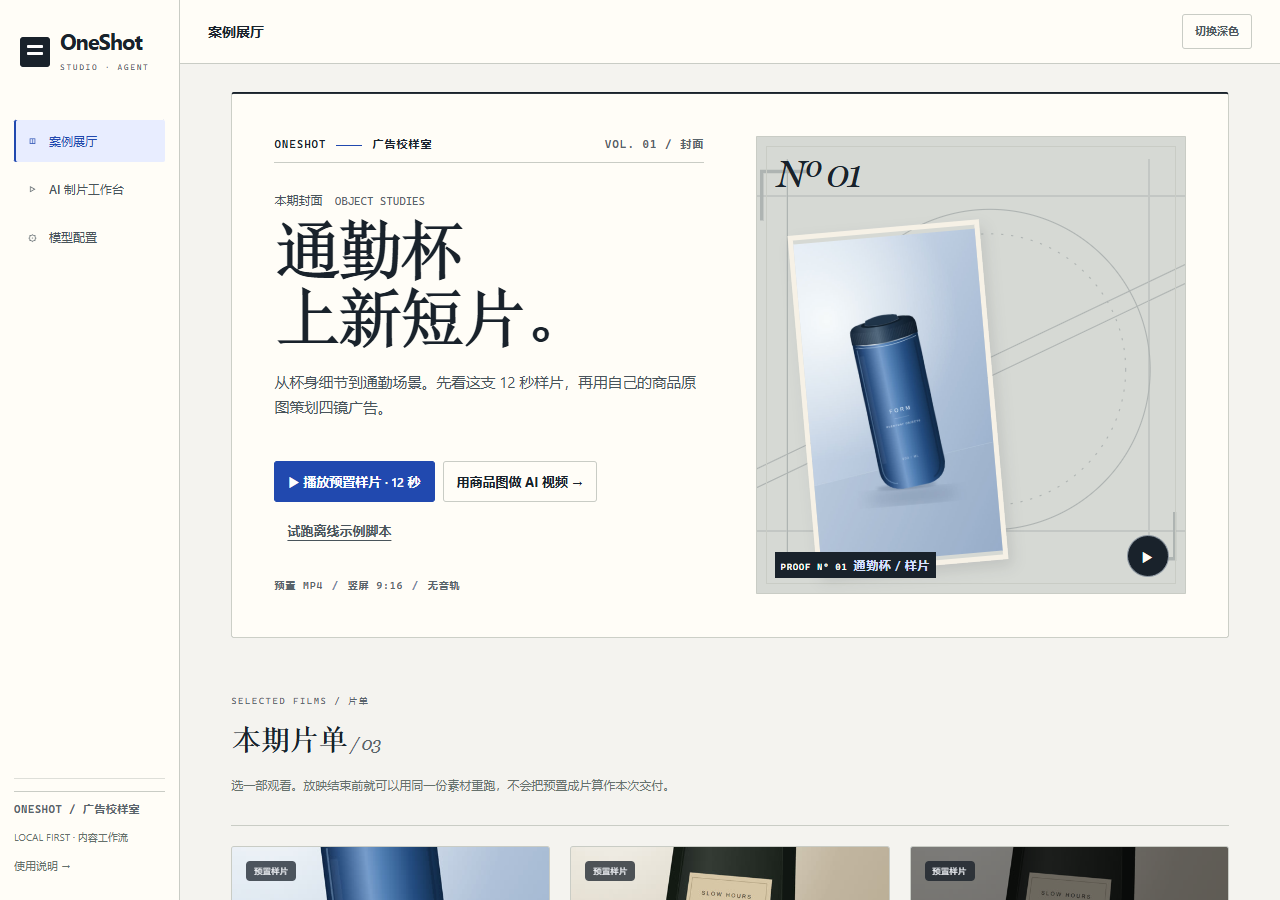 OneShot
STUDIO · AGENT
案例展厅
AI 制片工作台
模型配置
ONESHOT / 广告校样室
LOCAL FIRST · 内容工作流
使用说明 →
案例展厅
切换深色
ONESHOT —— 广告校样室
VOL. 01 / 封面
本期封面 OBJECT STUDIES
通勤杯
上新短片。
从杯身细节到通勤场景。先看这支 12 秒样片，再用自己的商品原
图策划四镜广告。
▶ 播放预置样片 · 12 秒
用商品图做 AI 视频 →
试跑离线示例脚本
预置 MP4 / 竖屏 9:16 / 无音轨
Nº 01
FORM
PROOF Nº 01 通勤杯 / 样片
SELECTED FILMS / 片单
本期片单 / 03
选一部观看。放映结束前就可以用同一份素材重跑，不会把预置成片算作本次交付。
预置样片
预置样片
SLOW HOURS
预置样片
SLOW HOURS